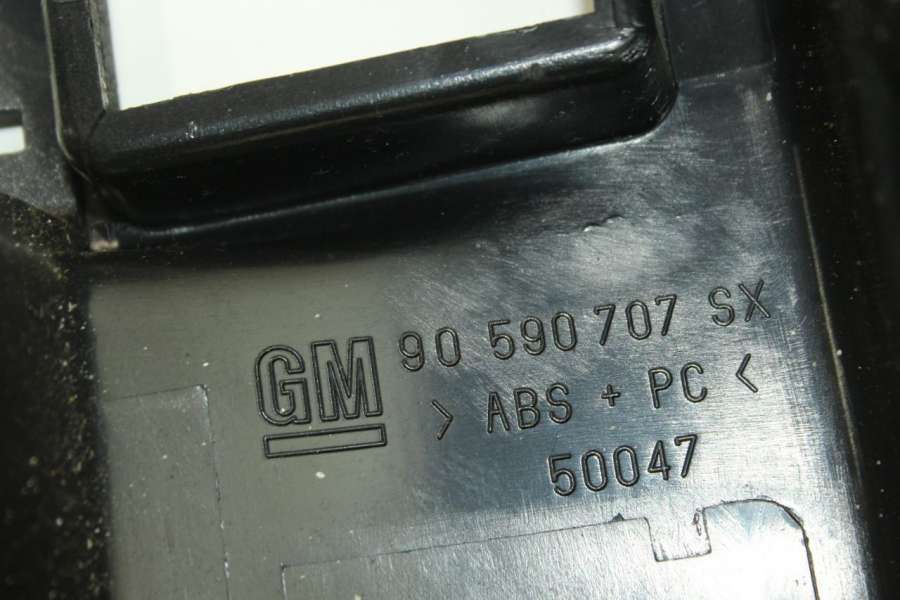 GM 90 590 707 SX
> ABS + PC <
50047